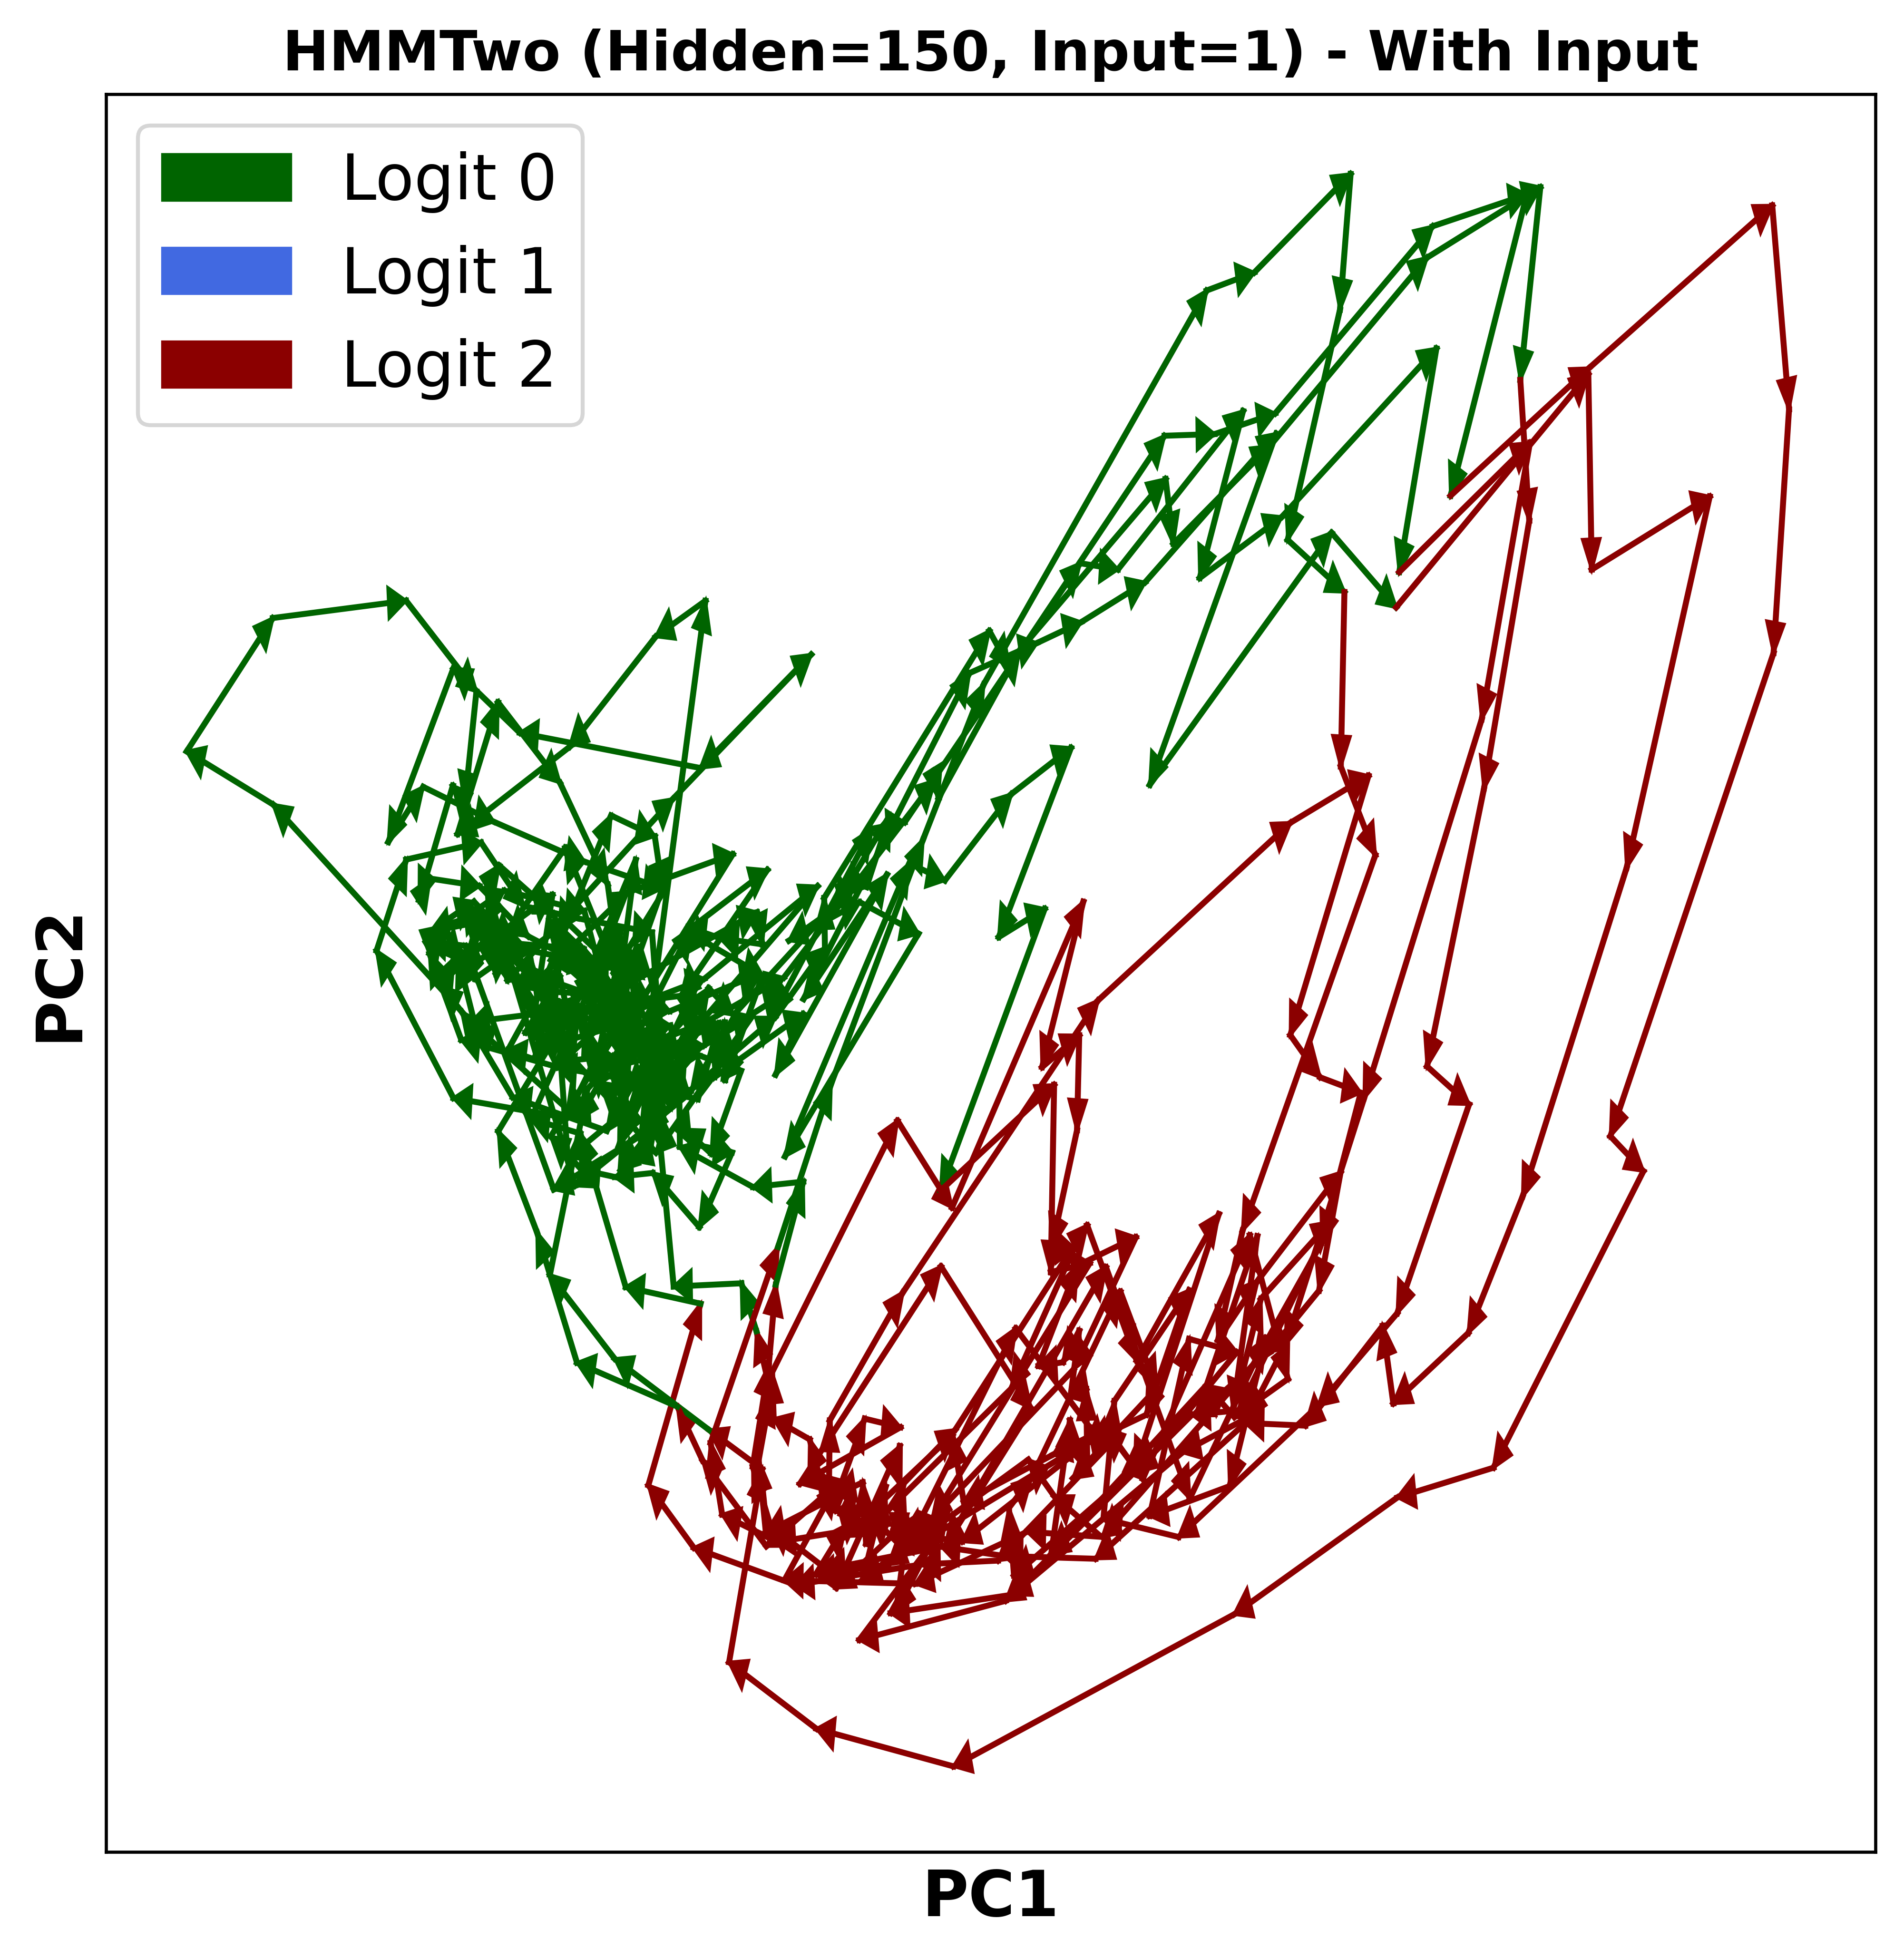 HMMTwo (Hidden=150, Input=1) - With Input
Logit 0
Logit 1
Logit 2
PC2
PC1